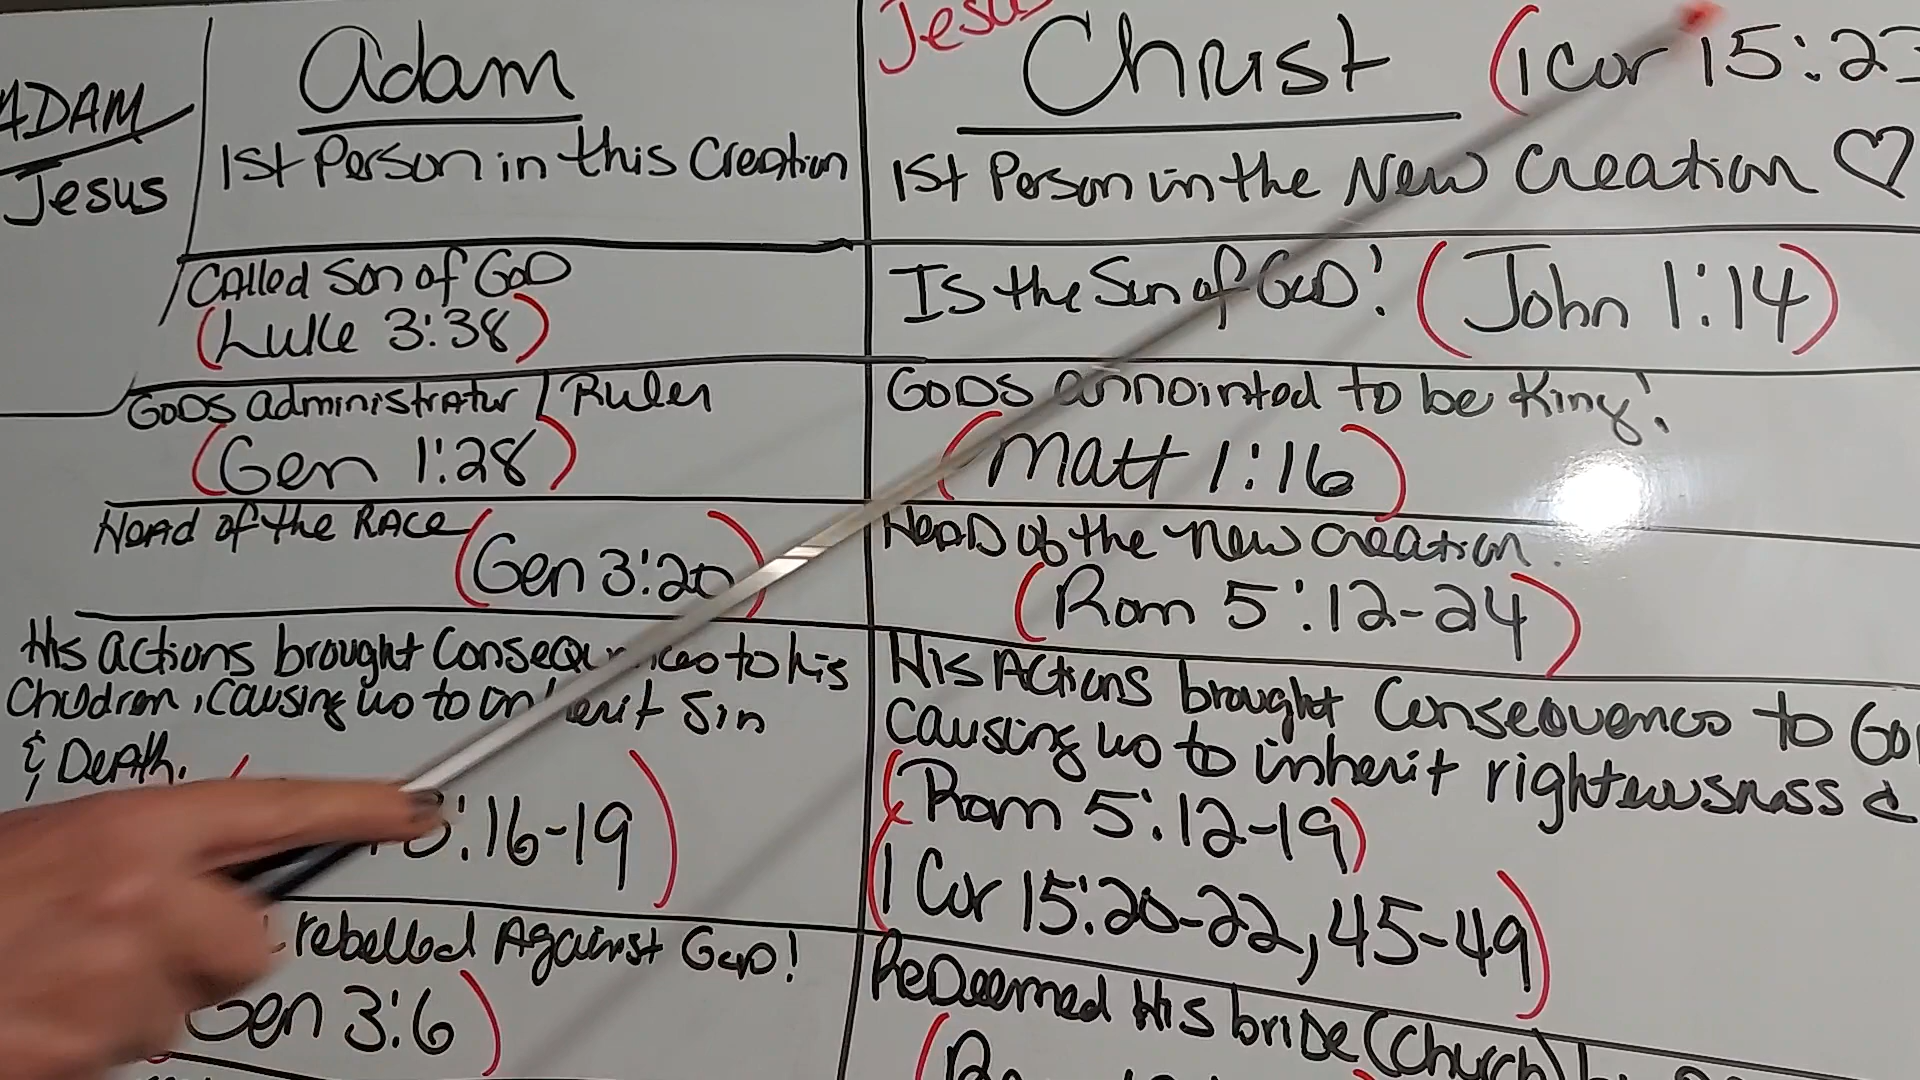 ADAM
Jesus
Adam
1st Person in this Creation
Called Son of GOD
(Luke 3:38)
GODS administrator / Ruler
(Gen 1:28)
Head of the RACE
(Gen 3:20)
His actions brought Consequences to his
Children, causing us to inherit Sin
& Death.
:16-19)
rebelled Against GOD!
Gen 3:6)
Jesus
Christ (1 Cor 15:23
1st Person in the New Creation ♡
Is the Son of GOD! (John 1:14)
GODS annointed to be King!
(Matt 1:16)
HEAD of the new creation.
(Rom 5:12-24)
His Actions brought Consequences to
causing us to inherit righteousness &
(Rom 5:12-19)
(1 Cor 15:20-22, 45-49)
ReDeemed His bride (Church)